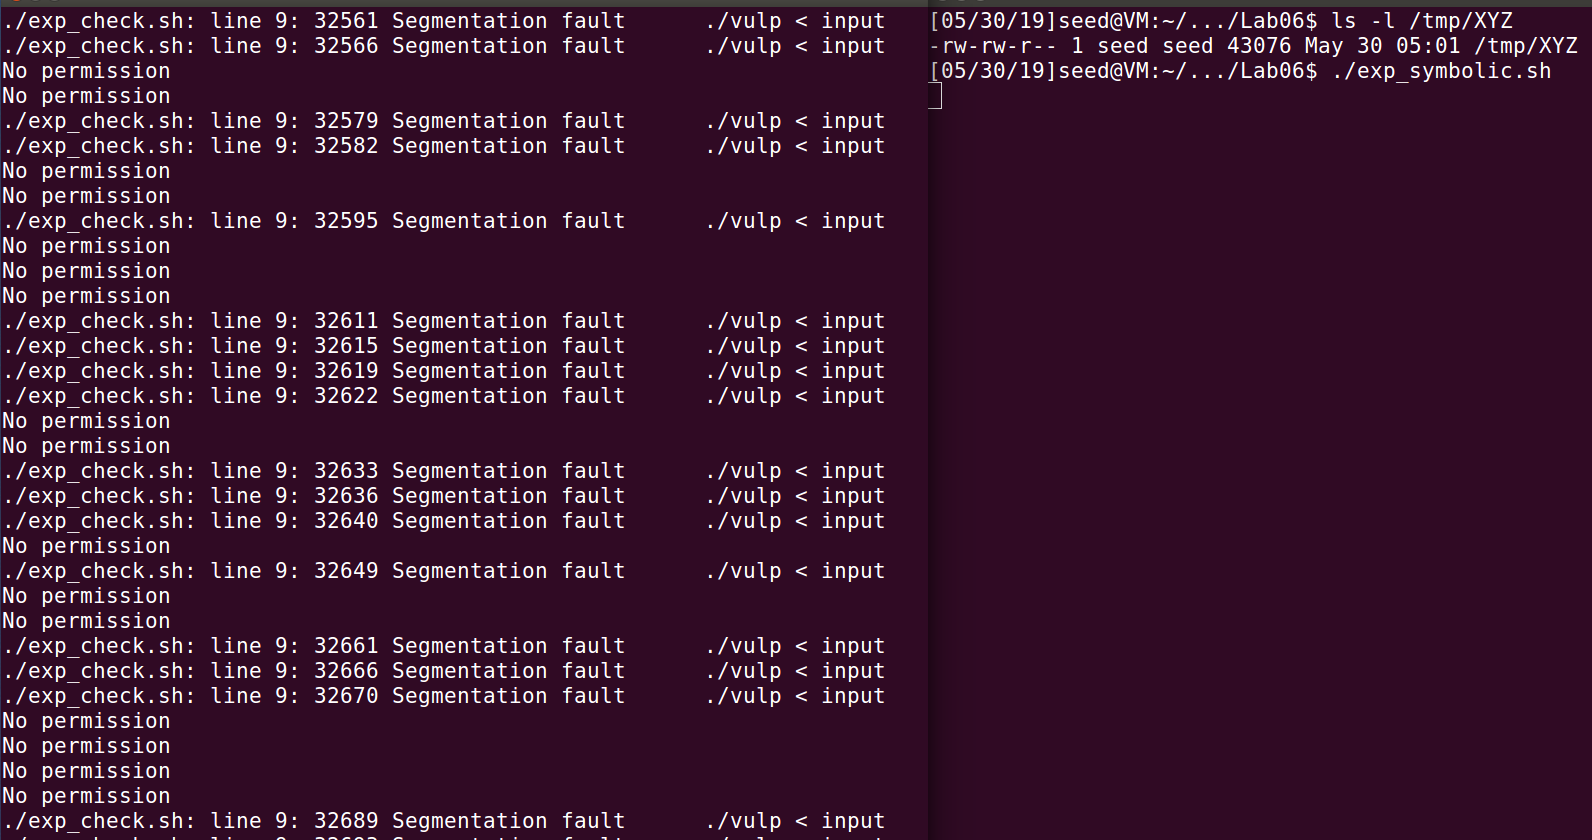 ./exp_check.sh: line 9: 32561 Segmentation fault      ./vulp < input
./exp_check.sh: line 9: 32566 Segmentation fault      ./vulp < input
No permission
No permission
./exp_check.sh: line 9: 32579 Segmentation fault      ./vulp < input
./exp_check.sh: line 9: 32582 Segmentation fault      ./vulp < input
No permission
No permission
./exp_check.sh: line 9: 32595 Segmentation fault      ./vulp < input
No permission
No permission
No permission
./exp_check.sh: line 9: 32611 Segmentation fault      ./vulp < input
./exp_check.sh: line 9: 32615 Segmentation fault      ./vulp < input
./exp_check.sh: line 9: 32619 Segmentation fault      ./vulp < input
./exp_check.sh: line 9: 32622 Segmentation fault      ./vulp < input
No permission
No permission
./exp_check.sh: line 9: 32633 Segmentation fault      ./vulp < input
./exp_check.sh: line 9: 32636 Segmentation fault      ./vulp < input
./exp_check.sh: line 9: 32640 Segmentation fault      ./vulp < input
No permission
./exp_check.sh: line 9: 32649 Segmentation fault      ./vulp < input
No permission
No permission
./exp_check.sh: line 9: 32661 Segmentation fault      ./vulp < input
./exp_check.sh: line 9: 32666 Segmentation fault      ./vulp < input
./exp_check.sh: line 9: 32670 Segmentation fault      ./vulp < input
No permission
No permission
No permission
No permission
./exp_check.sh: line 9: 32689 Segmentation fault      ./vulp < input
[05/30/19]seed@VM:~/.../Lab06$ ls -l /tmp/XYZ
-rw-rw-r-- 1 seed seed 43076 May 30 05:01 /tmp/XYZ
[05/30/19]seed@VM:~/.../Lab06$ ./exp_symbolic.sh